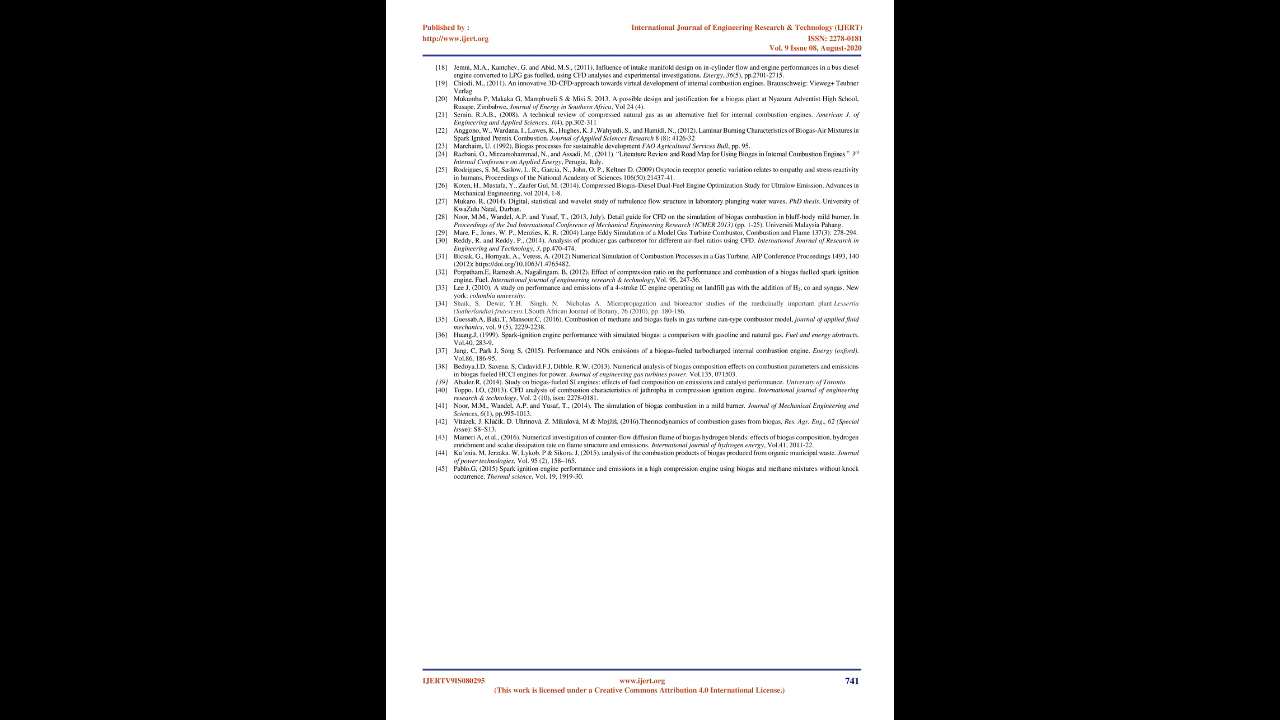 Published by :
International Journal of Engineering Research & Technology (IJERT)
http://www.ijert.org
ISSN: 2278-0181
Vol. 9 Issue 08, August-2020
[18] Jemni, M.A., Kantchev, G. and Abid, M.S., (2011). Influence of intake manifold design on in-cylinder flow and engine performances in a bus diesel
engine converted to LPG gas fuelled, using CFD analyses and experimental investigations. Energy, 36(5), pp.2701-2715.
[19] Chiodi, M., (2011). An innovative 3D-CFD-approach towards virtual development of internal combustion engines. Braunschweig: Vieweg+ Teubner
Verlag
[20] Mukumba P, Makaka G, Mamphweli S & Misi S. 2013. A possible design and justification for a biogas plant at Nyazura Adventist High School,
Rusape, Zimbabwe. Journal of Energy in Southern Africa, Vol 24 (4).
[21] Semin, R.A.B., (2008). A technical review of compressed natural gas as an alternative fuel for internal combustion engines. American J. of
Engineering and Applied Sciences, 1(4), pp.302-311
[22] Anggono, W., Wardana, I., Lawes, K., Hughes, K. J.,Wahyudi, S., and Hamidi, N., (2012). Laminar Burning Characteristics of Biogas-Air Mixtures in
Spark Ignited Premix Combustion. Journal of Applied Sciences Research 8 (8): 4126-32
[23] Marchaim, U. (1992). Biogas processes for sustainable development FAO Agricultural Services Bull, pp. 95.
[24] Razbani, O., Mirzamohammad, N., and Assadi, M., (2011). "Literature Review and Road Map for Using Biogas in Internal Combustion Engines " 3rd
Internal Conference on Applied Energy, Perugia, Italy.
[25] Rodrigues, S. M. Saslow, L. R., Garcia, N., John, O. P., Keltner D. (2009) Oxytocin receptor genetic variation relates to empathy and stress reactivity
in humans, Proceedings of the National Academy of Sciences 106(50):21437-41.
[26] Koten, H., Mustafa, Y., Zaafer Gul, M. (2014). Compressed Biogas-Diesel Dual-Fuel Engine Optimization Study for Ultralow Emission, Advances in
Mechanical Engineering, vol 2014, 1-8.
[27] Mukaro, R, (2014). Digital, statistical and wavelet study of turbulence flow structure in laboratory plunging water waves, PhD thesis. University of
KwaZulu Natal, Durban.
[28] Noor, M.M., Wandel, A.P. and Yusaf, T., (2013, July). Detail guide for CFD on the simulation of biogas combustion in bluff-body mild burner. In
Proceedings of the 2nd International Conference of Mechanical Engineering Research (ICMER 2013) (pp. 1-25). Universiti Malaysia Pahang.
[29] Mare, F., Jones, W. P., Menzies, K. R. (2004) Large Eddy Simulation of a Model Gas Turbine Combustor, Combustion and Flame 137(3): 278-294.
[30] Reddy, R. and Reddy, P., (2014). Analysis of producer gas carburetor for different air-fuel ratios using CFD. International Journal of Research in
Engineering and Technology, 3, pp.470-474.
[31] Bicsak, G., Hornyak, A., Veress, A. (2012) Numerical Simulation of Combustion Processes in a Gas Turbine. AIP Conference Proceedings 1493, 140
(2012); https://doi.org/10.1063/1.4765482.
[32] Porpatham,E, Ramesh,A, Nagalingam. B, (2012). Effect of compression ratio on the performance and combustion of a biogas fuelled spark ignition
engine. Fuel. International journal of engineering research & technology,Vol. 95, 247-56.
[33] Lee J, (2010). A study on performance and emissions of a 4-stroke IC engine operating on landfill gas with the addition of H2, co and syngas. New
york: columbia university.
[34] Shaik, S. Dewir, Y.H. Singh, N. Nicholas A. Micropropagation and bioreactor studies of the medicinally important plant Lesseria
(Sutherlandia) frutescens L South African Journal of Botany, 76 (2010), pp. 180-186.
[35] Guessab.A, Baki.T, Mansour.C, (2016). Combustion of methane and biogas fuels in gas turbine can-type combustor model, journal of applied fluid
mechanics, vol. 9 (5), 2229-2238.
[36] Huang.J, (1999). Spark-ignition engine performance with simulated biogas: a comparison with gasoline and natural gas. Fuel and energy abstracts.
Vol.40, 283-9.
[37] Jung, C, Park J, Song S, (2015). Performance and NOx emissions of a biogas-fueled turbocharged internal combustion engine. Energy (oxford).
Vol.86, 186-95.
[38] Bedoya.I.D, Saxena, S, Cadavid.F.J, Dibble. R.W, (2013). Numerical analysis of biogas composition effects on combustion parameters and emissions
in biogas fueled HCCI engines for power. Journal of engineering gas turbines power. Vol.135, 071503.
[39] Abader.R, (2014). Study on biogas-fueled SI engines: effects of fuel composition on emissions and catalyst performance. University of Toronto.
[40] Toppo. I.O, (2013). CFD analysis of combustion characteristics of jathropha in compression ignition engine. International journal of engineering
research & technology, Vol. 2 (10), issn: 2278-0181.
[41] Noor, M.M., Wandel, A.P. and Yusaf, T., (2014). The simulation of biogas combustion in a mild burner. Journal of Mechanical Engineering and
Sciences, 6(1), pp.995-1013.
[42] Vitázek, J. Klúčik, D. Uhrinová, Z. Mikulová, M & Mojžiš, (2016).Thermodynamics of combustion gases from biogas, Res. Agr. Eng., 62 (Special
Issue): S8–S13.
[43] Mameri A, et al., (2016). Numerical investigation of counter-flow diffusion flame of biogas hydrogen blends: effects of biogas composition, hydrogen
enrichment and scalar dissipation rate on flame structure and emissions. International journal of hydrogen energy, Vol.41, 2011-22.
[44] Ku´znia. M, Jerzaka. W, Lykob. P & Sikora. J, (2015). analysis of the combustion products of biogas produced from organic municipal waste. Journal
of power technologies, Vol. 95 (2), 158–165.
[45] Pablo.G, (2015) Spark ignition engine performance and emissions in a high compression engine using biogas and methane mixtures without knock
occurrence. Thermal science, Vol. 19, 1919-30.
IJERTV9IS080295
www.ijert.org
741
(This work is licensed under a Creative Commons Attribution 4.0 International License.)